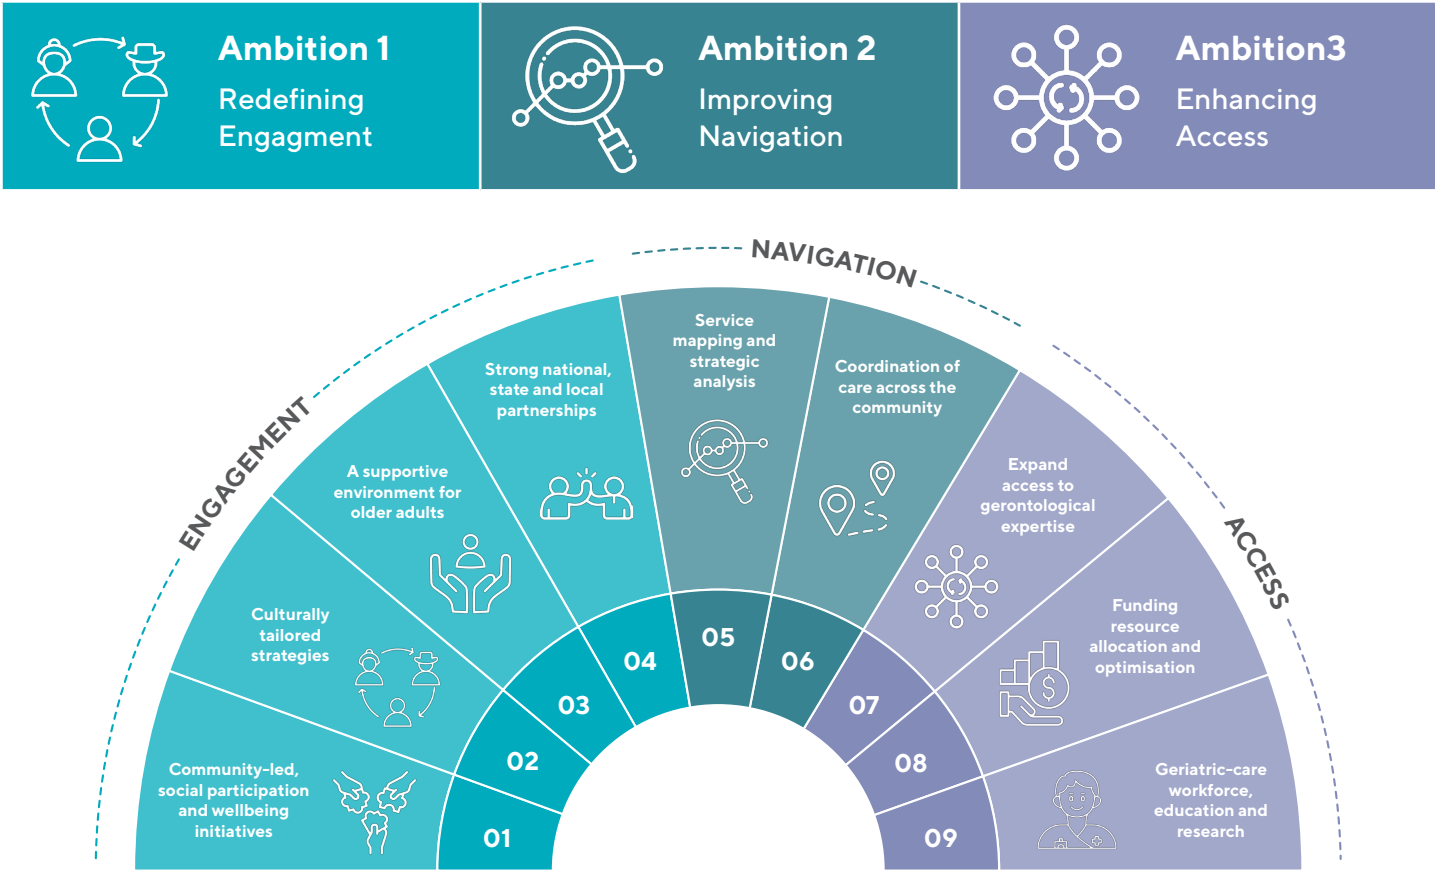 Ambition 1
Redefining
Engagment
Ambition 2
Improving
Navigation
Ambition3
Enhancing
Access
ENGAGEMENT
NAVIGATION
ACCESS
Community-led,
social participation
and wellbeing
initiatives
01
Culturally
tailored
strategies
02
A supportive
environment for
older adults
03
Strong national,
state and local
partnerships
04
Service
mapping and
strategic
analysis
05
Coordination of
care across the
community
06
Expand
access to
gerontological
expertise
07
Funding
resource
allocation and
optimisation
$
08
Geriatric-care
workforce,
education and
research
09